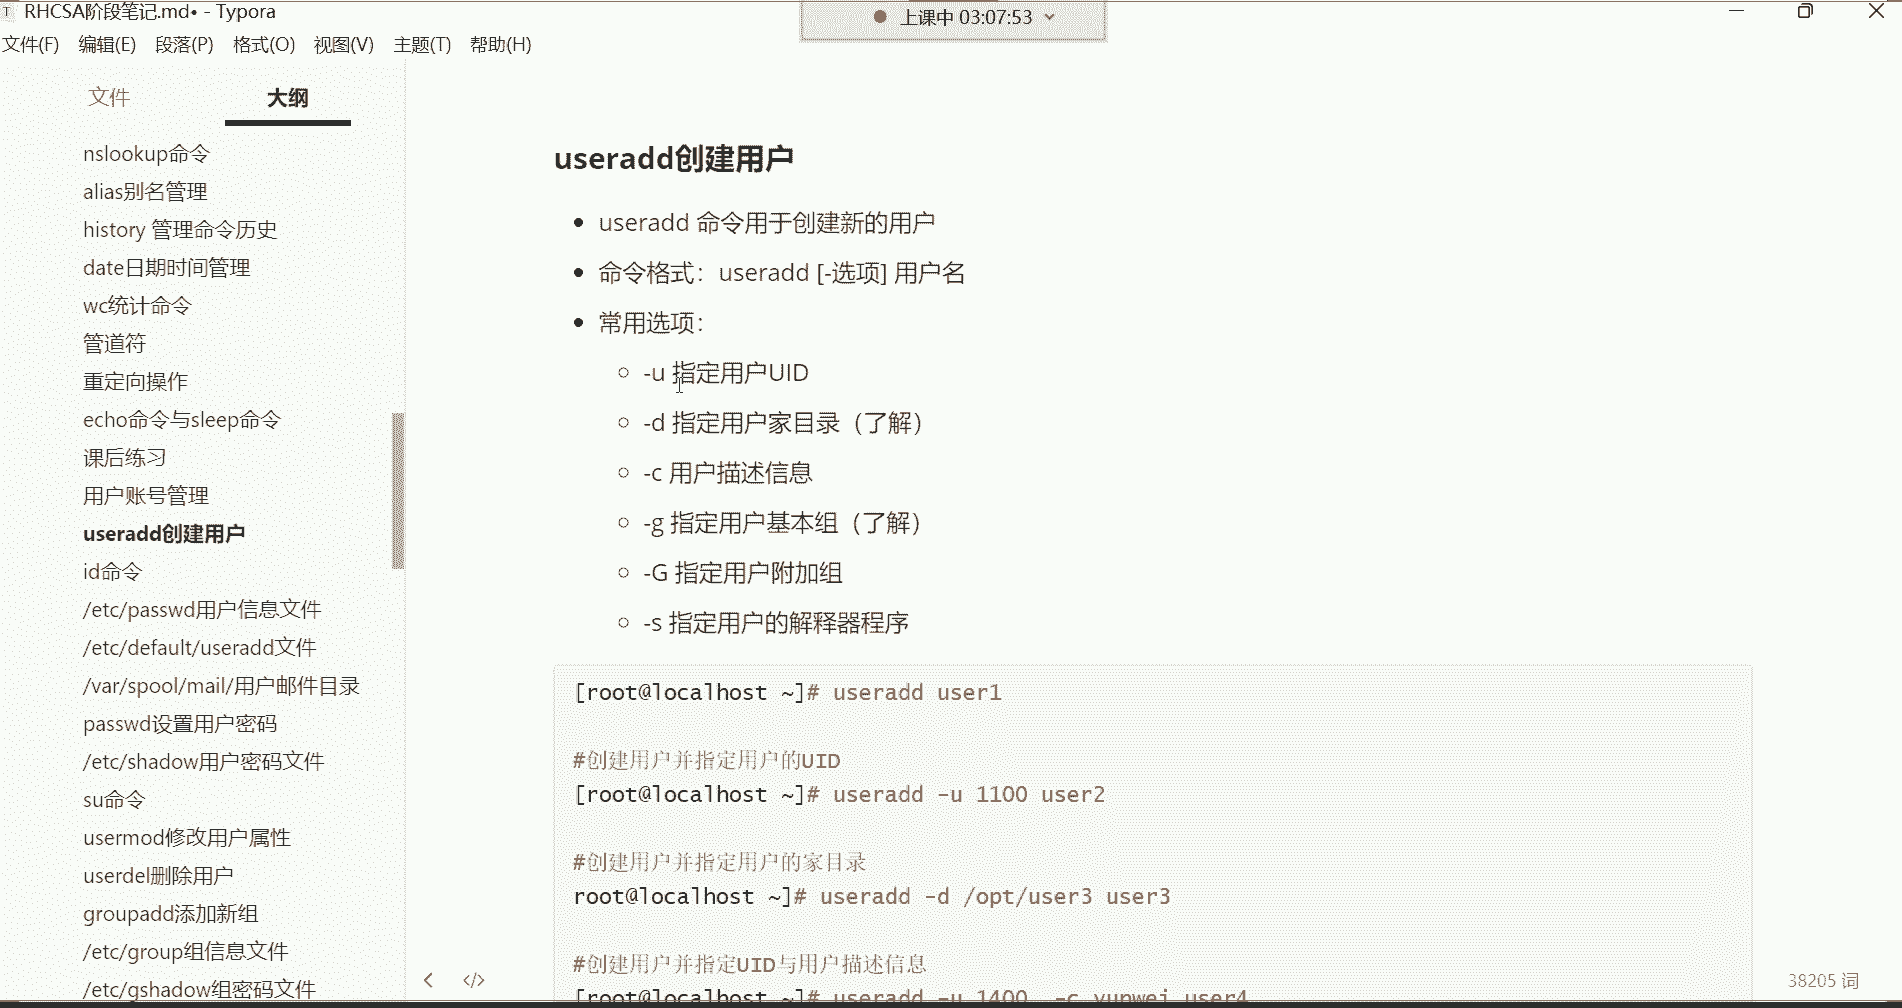 RHCSA阶段笔记.md• - Typora
上课中 03:07:53
文件(F) 编辑(E) 段落(P) 格式(O) 视图(V) 主题(T) 帮助(H)
文件 大纲
nslookup命令
alias别名管理
history 管理命令历史
date日期时间管理
wc统计命令
管道符
重定向操作
echo命令与sleep命令
课后练习
用户账号管理
useradd创建用户
id命令
/etc/passwd用户信息文件
/etc/default/useradd文件
/var/spool/mail/用户邮件目录
passwd设置用户密码
/etc/shadow用户密码文件
su命令
usermod修改用户属性
userdel删除用户
groupadd添加新组
/etc/group组信息文件
/etc/gshadow组密码文件
useradd创建用户
useradd 命令用于创建新的用户
命令格式：useradd [-选项] 用户名
常用选项：
-u 指定用户UID
-d 指定用户家目录（了解）
-c 用户描述信息
-g 指定用户基本组（了解）
-G 指定用户附加组
-s 指定用户的解释器程序
[root@localhost ~]# useradd user1
#创建用户并指定用户的UID
[root@localhost ~]# useradd -u 1100 user2
#创建用户并指定用户的家目录
root@localhost ~]# useradd -d /opt/user3 user3
#创建用户并指定UID与用户描述信息
[root@localhost ~]# useradd -u 1400 -c yunwei user4
38205 词